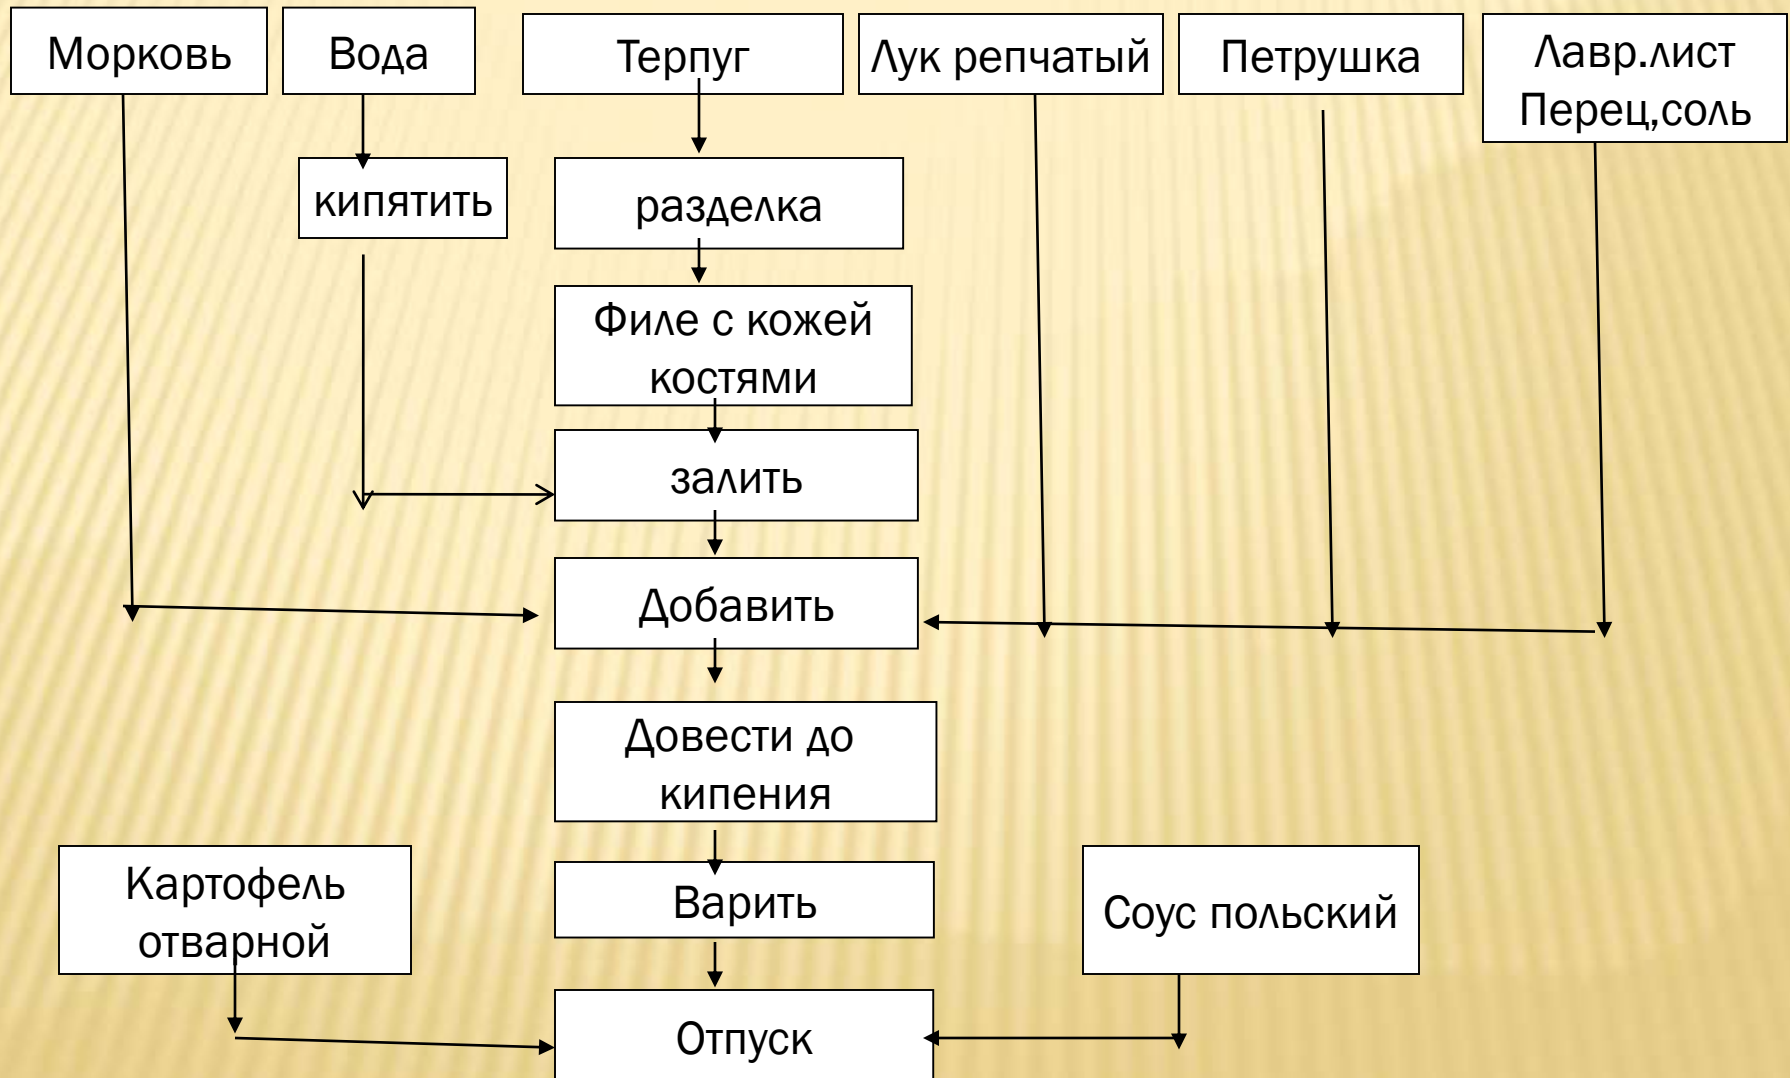 Морковь
Вода
Терпуг
Лук репчатый
Петрушка
Лавр.лист
Перец,соль
кипятить
разделка
Филе с кожей
костями
залить
Добавить
Довести до
кипения
Картофель
отварной
Варить
Соус польский
Отпуск